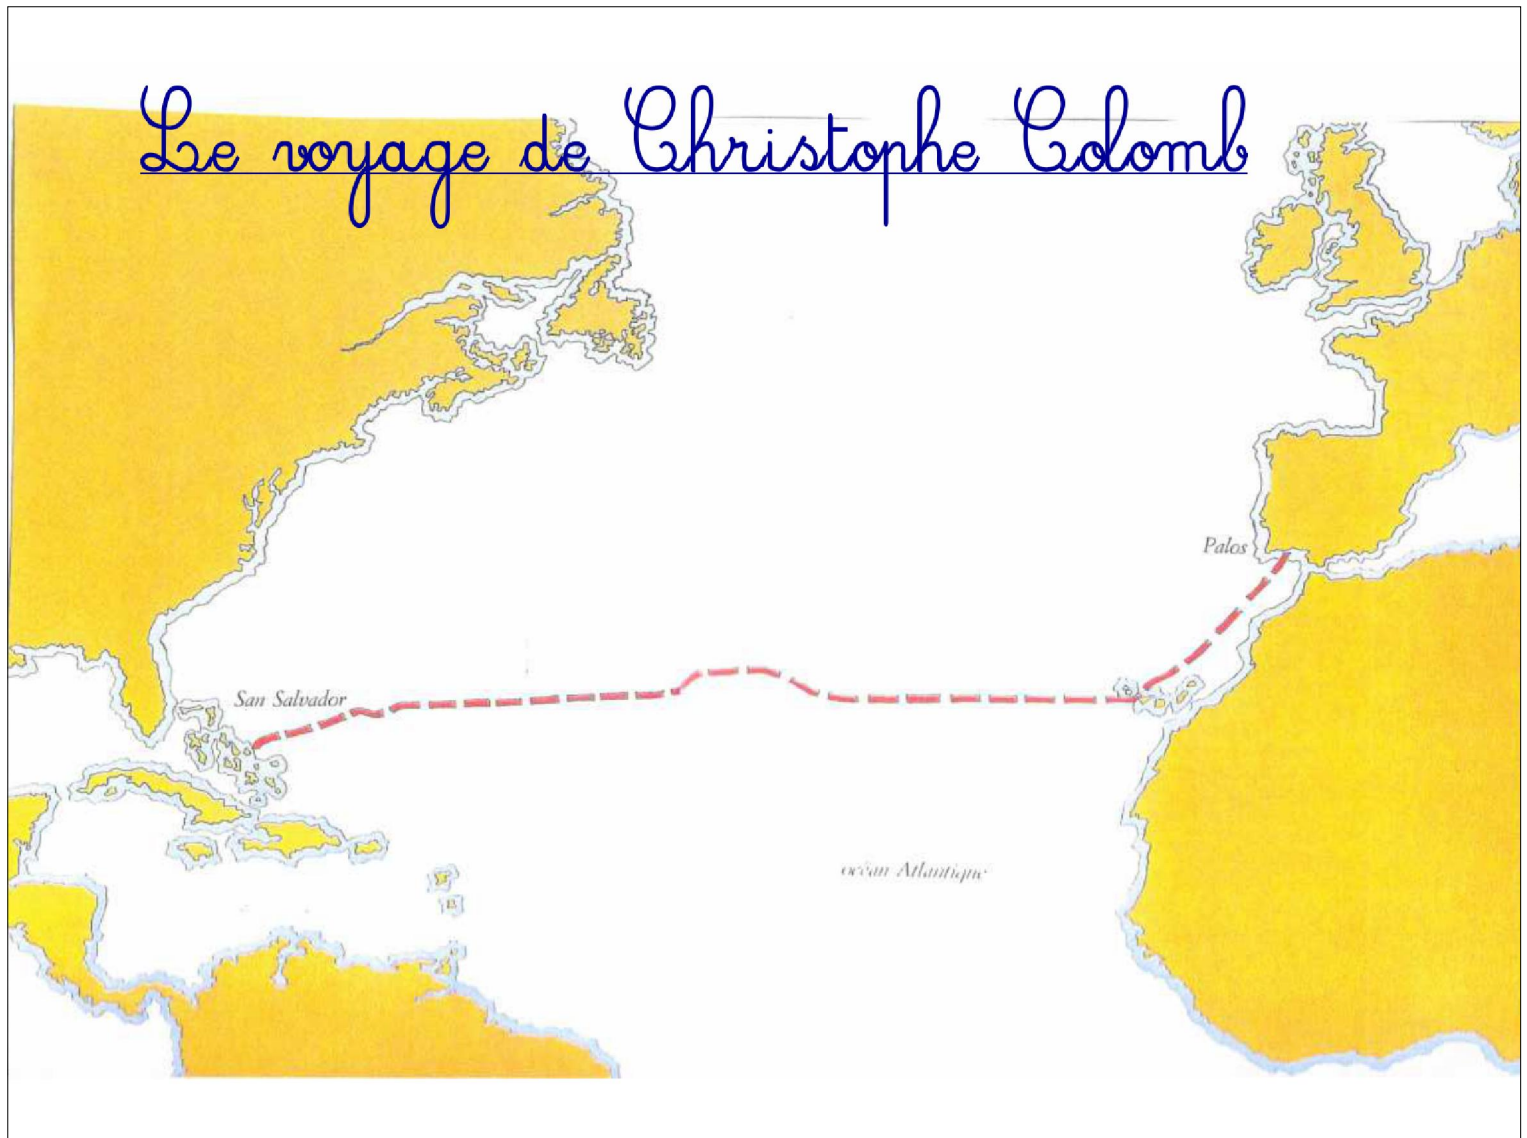 Le voyage de Christophe Colomb
Palos
San Salvador
océan Atlantique